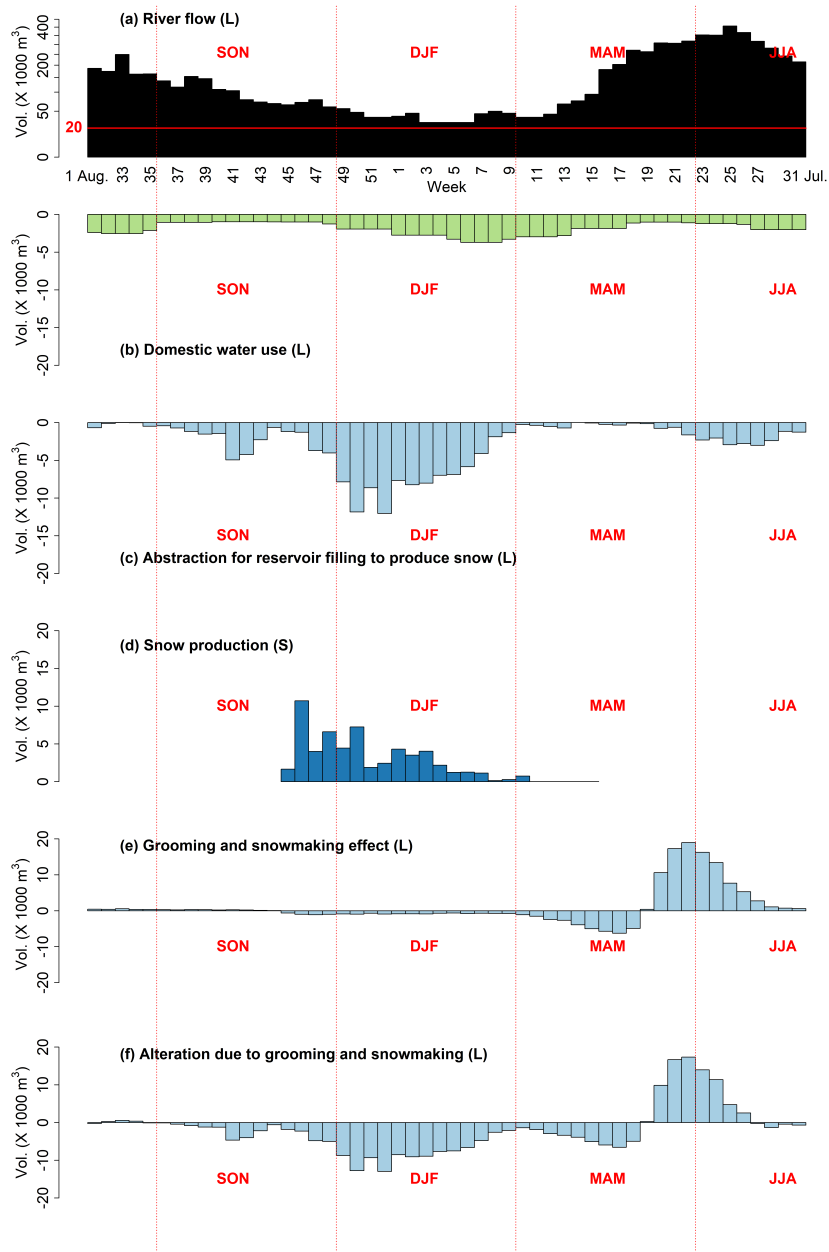 (a) River flow (L)
Vol. (X 1000 m³)
400
200
50
20
0
SON DJF MAM JJA
1 Aug. 33 35 37 39 41 43 45 47 49 51 1 3 5 7 9 11 13 15 17 19 21 23 25 27 31 Jul.
Week
Vol. (X 1000 m³)
0
-5
-10
-15
-20
SON DJF MAM JJA
(b) Domestic water use (L)
Vol. (X 1000 m³)
0
-5
-10
-15
-20
SON DJF MAM JJA
(c) Abstraction for reservoir filling to produce snow (L)
(d) Snow production (S)
Vol. (X 1000 m³)
20
15
10
5
0
SON DJF MAM JJA
(e) Grooming and snowmaking effect (L)
Vol. (X 1000 m³)
20
10
0
-10
-20
SON DJF MAM JJA
(f) Alteration due to grooming and snowmaking (L)
Vol. (X 1000 m³)
20
10
0
-10
-20
SON DJF MAM JJA